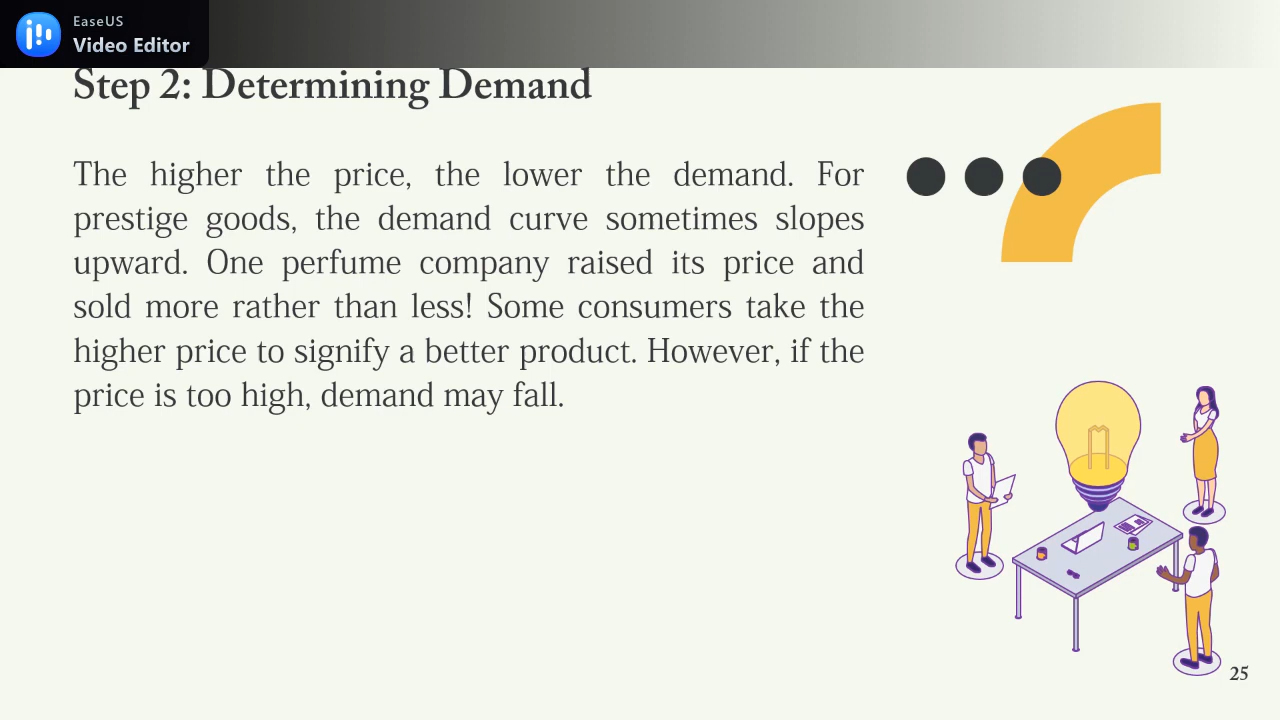 EaseUS
Video Editor
Step 2: Determining Demand
The higher the price, the lower the demand. For
prestige goods, the demand curve sometimes slopes
upward. One perfume company raised its price and
sold more rather than less! Some consumers take the
higher price to signify a better product. However, if the
price is too high, demand may fall.
25